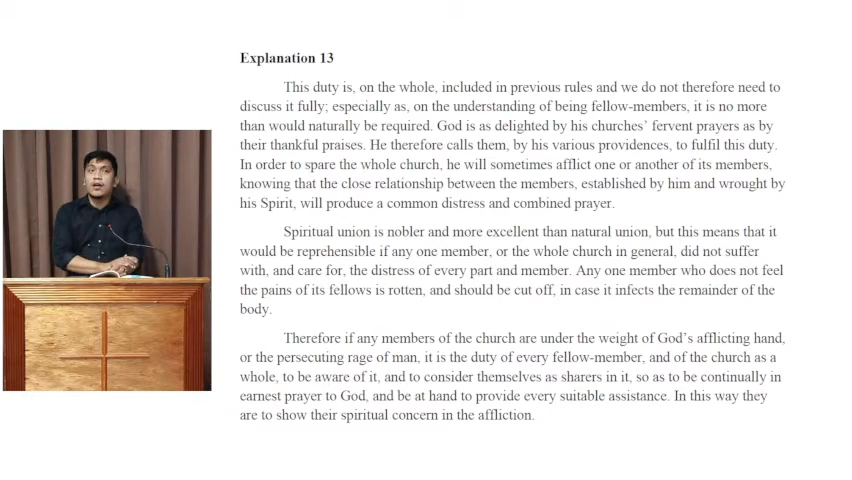 Explanation 13
This duty is, on the whole, included in previous rules and we do not therefore need to
discuss it fully; especially as, on the understanding of being fellow-members, it is no more
than would naturally be required. God is as delighted by his churches' fervent prayers as by
their thankful praises. He therefore calls them, by his various providences, to fulfil this duty.
In order to spare the whole church, he will sometimes afflict one or another of its members,
knowing that the close relationship between the members, established by him and wrought by
his Spirit, will produce a common distress and combined prayer.
Spiritual union is nobler and more excellent than natural union, but this means that it
would be reprehensible if any one member, or the whole church in general, did not suffer
with, and care for, the distress of every part and member. Any one member who does not feel
the pains of its fellows is rotten, and should be cut off, in case it infects the remainder of the
body.
Therefore if any members of the church are under the weight of God's afflicting hand,
or the persecuting rage of man, it is the duty of every fellow-member, and of the church as a
whole, to be aware of it, and to consider themselves as sharers in it, so as to be continually in
earnest prayer to God, and be at hand to provide every suitable assistance. In this way they
are to show their spiritual concern in the affliction.